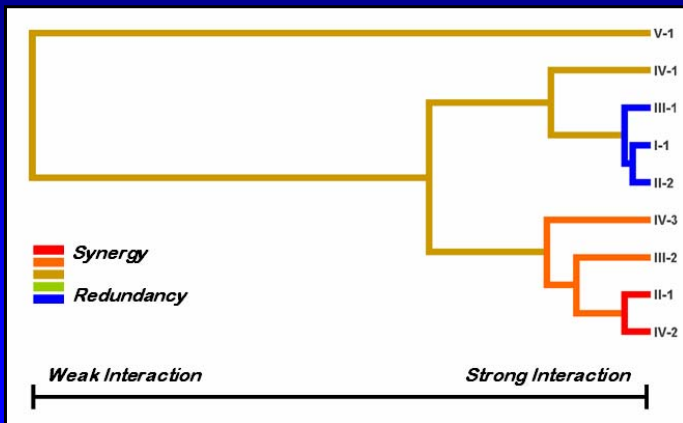 V-1
IV-1
III-1
I-1
II-2
IV-3
III-2
II-1
IV-2
Synergy
Redundancy
Weak Interaction Strong Interaction